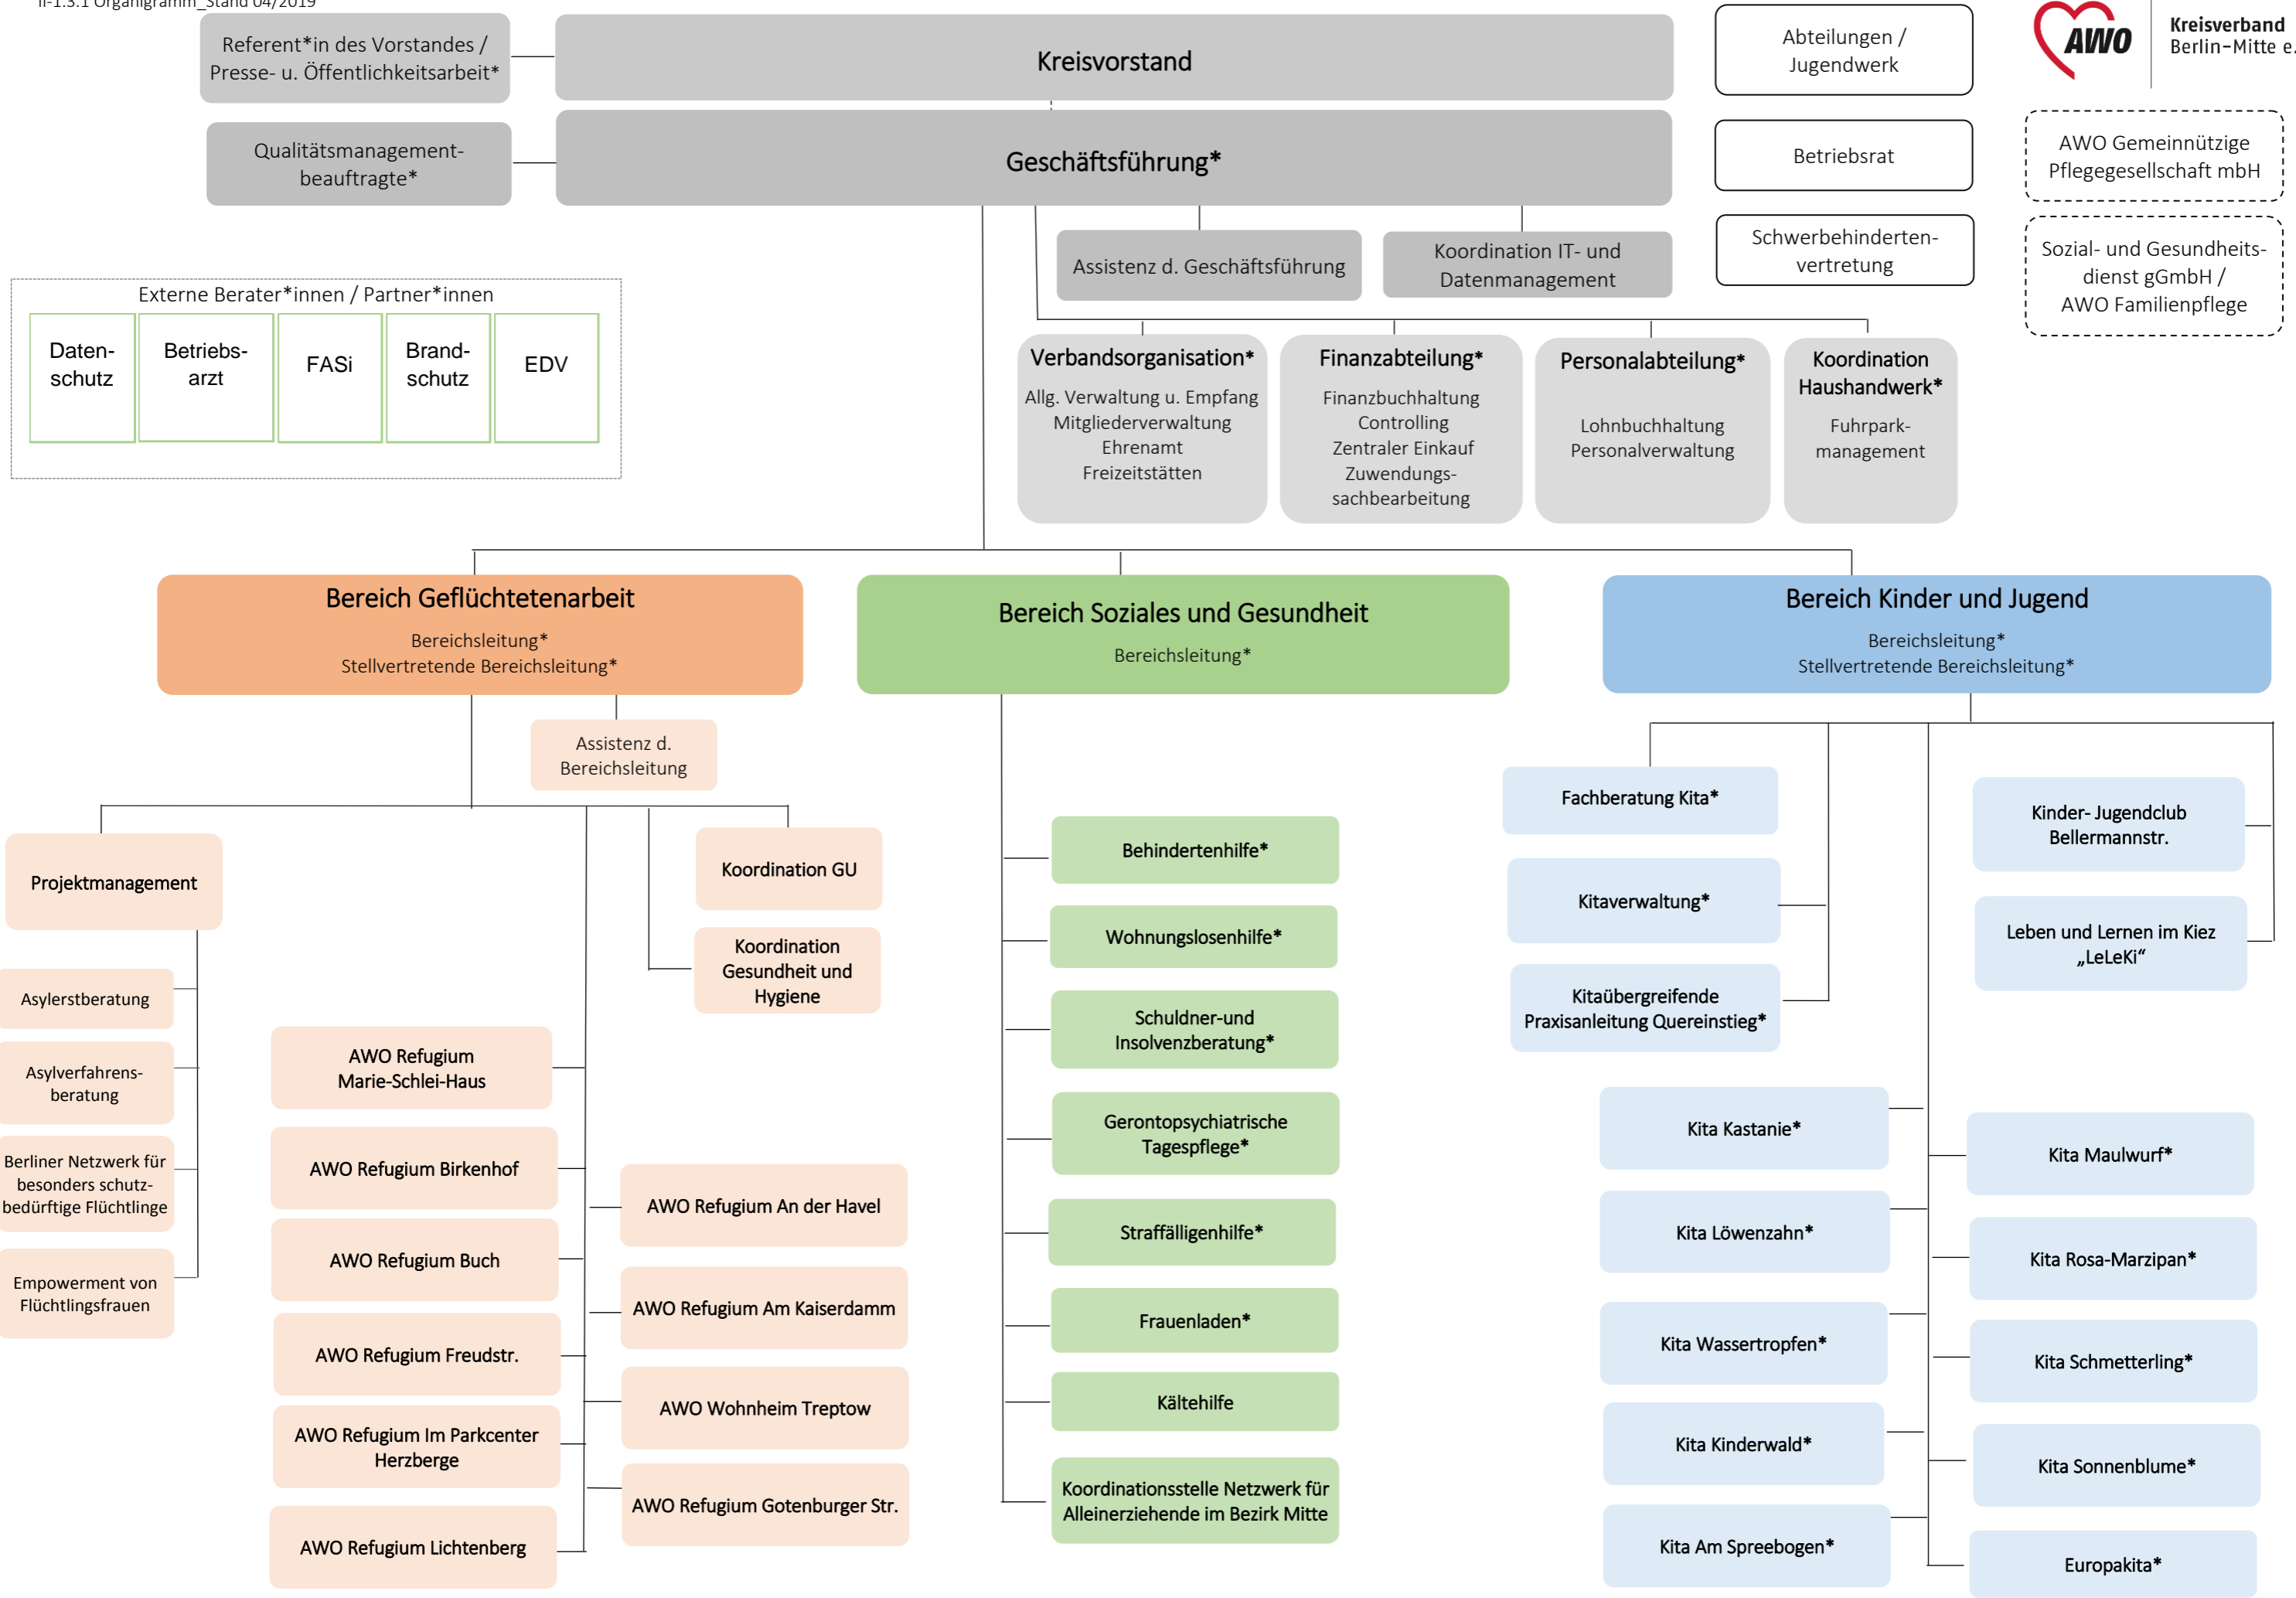 II-1.3.1 Organigramm_Stand 04/2019
Referent*in des Vorstandes /
Presse- u. Öffentlichkeitsarbeit*
Kreisvorstand
Abteilungen /
Jugendwerk
AWO
Kreisverband
Berlin-Mitte e.
Qualitätsmanagement-
beauftragte*
Geschäftsführung*
Betriebsrat
AWO Gemeinnützige
Pflegegesellschaft mbH
Assistenz d. Geschäftsführung
Koordination IT- und
Datenmanagement
Schwerbehinderten-
vertretung
Sozial- und Gesundheits-
dienst gGmbH /
AWO Familienpflege
Externe Berater*innen / Partner*innen
Daten-
schutz
Betriebs-
arzt
FASi
Brand-
schutz
EDV
Verbandsorganisation*
Allg. Verwaltung u. Empfang
Mitgliederverwaltung
Ehrenamt
Freizeitstätten
Finanzabteilung*
Finanzbuchhaltung
Controlling
Zentraler Einkauf
Zuwendungs-
sachbearbeitung
Personalabteilung*
Lohnbuchhaltung
Personalverwaltung
Koordination
Haushandwerk*
Fuhrpark-
management
Bereich Geflüchtetenarbeit
Bereichsleitung*
Stellvertretende Bereichsleitung*
Bereich Soziales und Gesundheit
Bereichsleitung*
Bereich Kinder und Jugend
Bereichsleitung*
Stellvertretende Bereichsleitung*
Assistenz d.
Bereichsleitung
Projektmanagement
Asylerstberatung
Asylverfahrens-
beratung
Berliner Netzwerk für
besonders schutz-
bedürftige Flüchtlinge
Empowerment von
Flüchtlingsfrauen
Koordination GU
Koordination
Gesundheit und
Hygiene
AWO Refugium
Marie-Schlei-Haus
AWO Refugium Birkenhof
AWO Refugium Buch
AWO Refugium Freudstr.
AWO Refugium Im Parkcenter
Herzberge
AWO Refugium Lichtenberg
AWO Refugium An der Havel
AWO Refugium Am Kaiserdamm
AWO Wohnheim Treptow
AWO Refugium Gotenburger Str.
Behindertenhilfe*
Wohnungslosenhilfe*
Schuldner-und
Insolvenzberatung*
Gerontopsychiatrische
Tagespflege*
Straffälligenhilfe*
Frauenladen*
Kältehilfe
Koordinationsstelle Netzwerk für
Alleinerziehende im Bezirk Mitte
Fachberatung Kita*
Kitaverwaltung*
Kitaübergreifende
Praxisanleitung Quereinstieg*
Kinder- Jugendclub
Bellermannstr.
Leben und Lernen im Kiez
„LeLeKi“
Kita Kastanie*
Kita Löwenzahn*
Kita Wassertropfen*
Kita Kinderwald*
Kita Am Spreebogen*
Kita Maulwurf*
Kita Rosa-Marzipan*
Kita Schmetterling*
Kita Sonnenblume*
Europakita*